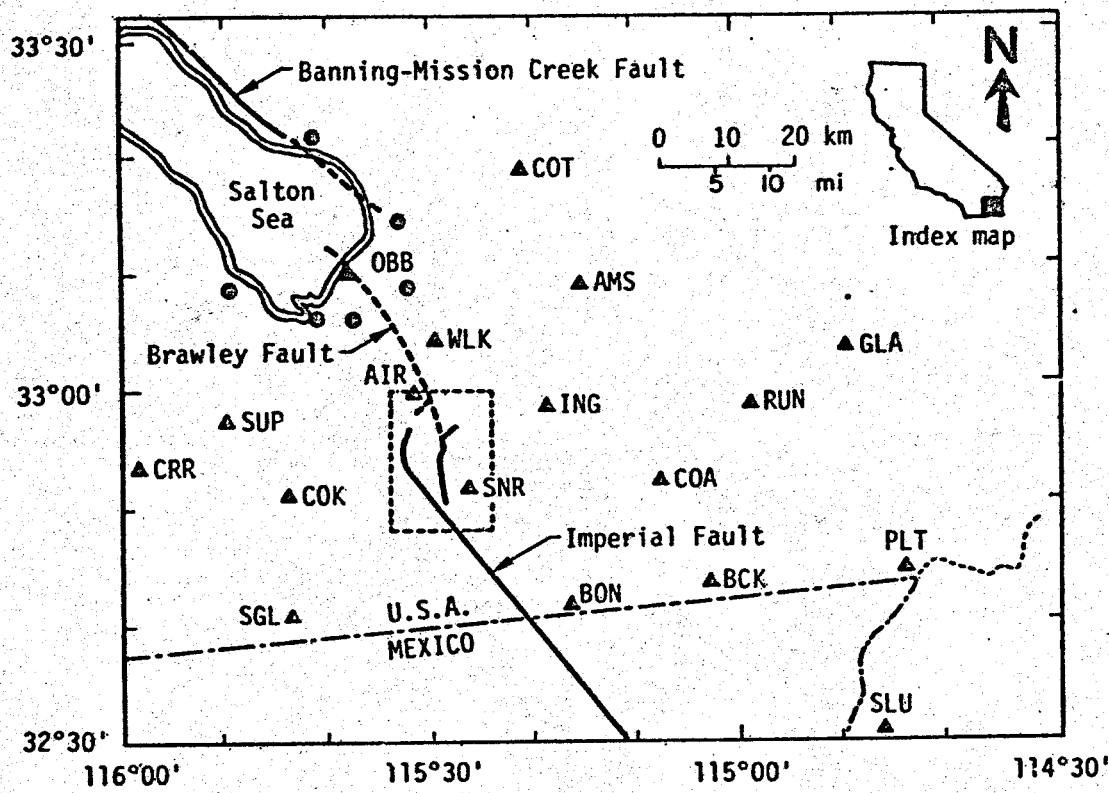 33°30'
Banning-Mission Creek Fault
N
0 10 20 km
5 10 mi
COT
Salton
Sea
Index map
OBB
AMS
Brawley Fault
WLK
GLA
33°00'
AIR
ING
RUN
SUP
CRR
COK
SNR
COA
Imperial Fault
PLT
BCK
BON
SGL
U.S.A.
MEXICO
SLU
32°30'
116°00'
115°30'
115°00'
114°30'